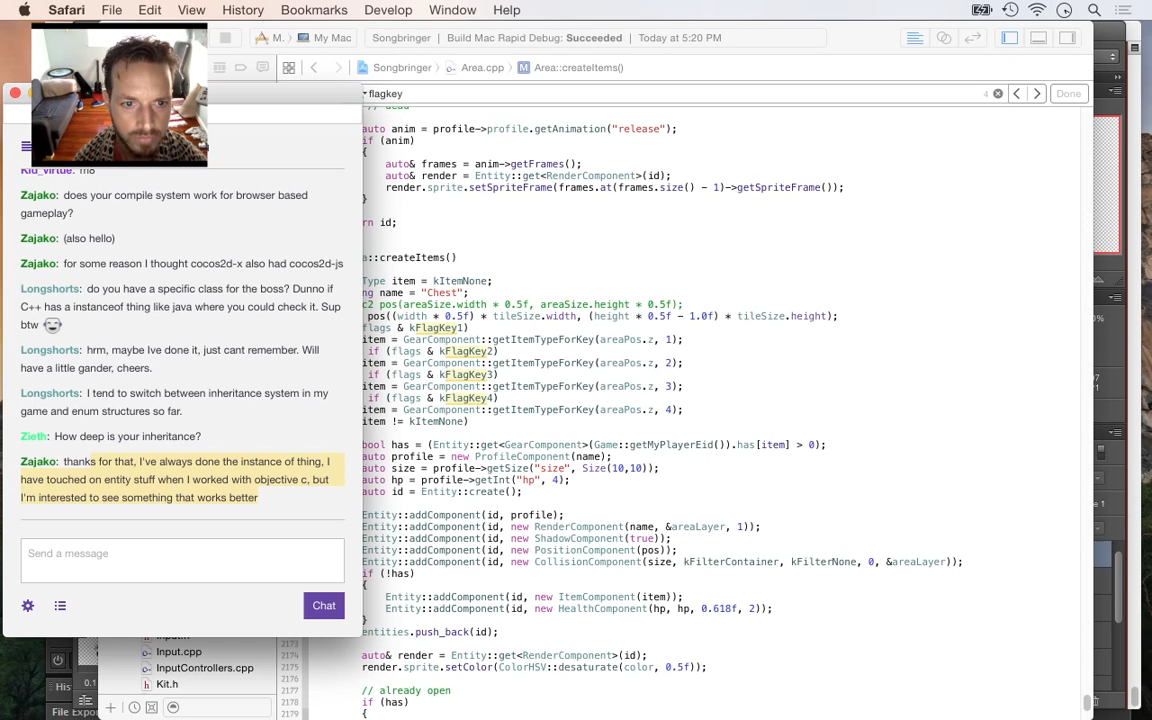 Safari File Edit View History Bookmarks Develop Window Help
M. My Mac Songbringer Build Mac Rapid Debug: Succeeded Today at 5:20 PM
Songbringer Area.cpp M Area::createItems()
flagkey 4 Done
Zajako: does your compile system work for browser based
gameplay?
Zajako: (also hello)
Zajako: for some reason I thought cocos2d-x also had cocos2d-js
Longshorts: do you have a specific class for the boss? Dunno if
C++ has a instanceof thing like java where you could check it. Sup
btw
Longshorts: hrm, maybe Ive done it, just cant remember. Will
have a little gander, cheers.
Longshorts: I tend to switch between inheritance system in my
game and enum structures so far.
Zieth: How deep is your inheritance?
Zajako: thanks for that, I've always done the instance of thing, I
have touched on entity stuff when I worked with objective c, but
I'm interested to see something that works better
Send a message
Chat
auto anim = profile->profile.getAnimation("release");
if (anim)
{
auto& frames = anim->getFrames();
auto& render = Entity::get<RenderComponent>(id);
render.sprite.setSpriteFrame(frames.at(frames.size() - 1)->getSpriteFrame());
}
rn id;
a::createItems()
Type item = kItemNone;
ng name = "Chest";
c2 pos(areaSize.width * 0.5f, areaSize.height * 0.5f);
pos((width * 0.5f) * tileSize.width, (height * 0.5f - 1.0f) * tileSize.height);
flags & kFlagKey1)
item = GearComponent::getItemTypeForKey(areaPos.z, 1);
if (flags & kFlagKey2)
item = GearComponent::getItemTypeForKey(areaPos.z, 2);
if (flags & kFlagKey3)
item = GearComponent::getItemTypeForKey(areaPos.z, 3);
if (flags & kFlagKey4)
item = GearComponent::getItemTypeForKey(areaPos.z, 4);
item != kItemNone)
bool has = (Entity::get<GearComponent>(Game::getMyPlayerEid()).has[item] > 0);
auto profile = new ProfileComponent(name);
auto size = profile->getSize("size", Size(10,10));
auto hp = profile->getInt("hp", 4);
auto id = Entity::create();
Entity::addComponent(id, profile);
Entity::addComponent(id, new RenderComponent(name, &areaLayer, 1));
Entity::addComponent(id, new ShadowComponent(true));
Entity::addComponent(id, new PositionComponent(pos));
Entity::addComponent(id, new CollisionComponent(size, kFilterContainer, kFilterNone, 0, &areaLayer));
if (!has)
{
Entity::addComponent(id, new ItemComponent(item));
Entity::addComponent(id, new HealthComponent(hp, hp, 0.618f, 2));
}
entities.push_back(id);
auto& render = Entity::get<RenderComponent>(id);
render.sprite.setColor(ColorHSV::desaturate(color, 0.5f));
// already open
if (has)
{
Input.cpp
InputControllers.cpp
Kit.h
2173
2174
2175
2176
2177
2178
2179
0.1
File Expor